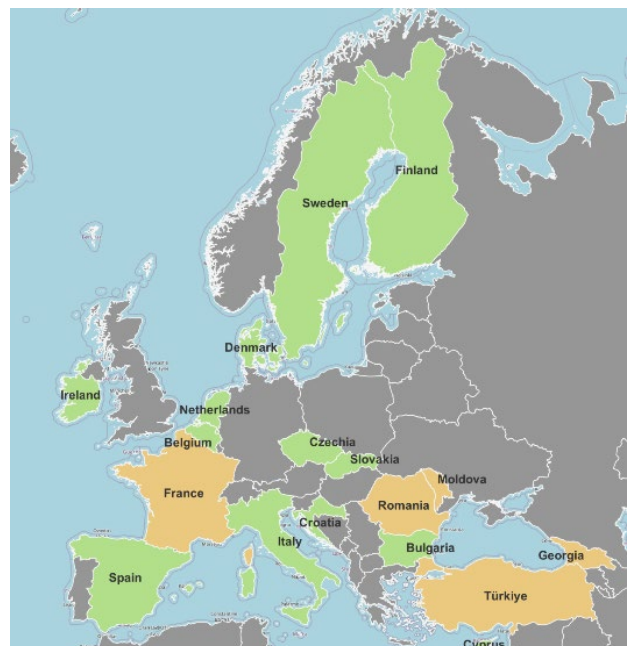 Finland
Sweden
Denmark
Ireland
Netherlands
Belgium
Czechia
Slovakia
France
Moldova
Romania
Croatia
Italy
Bulgaria
Georgia
Spain
Türkiye
Cyprus